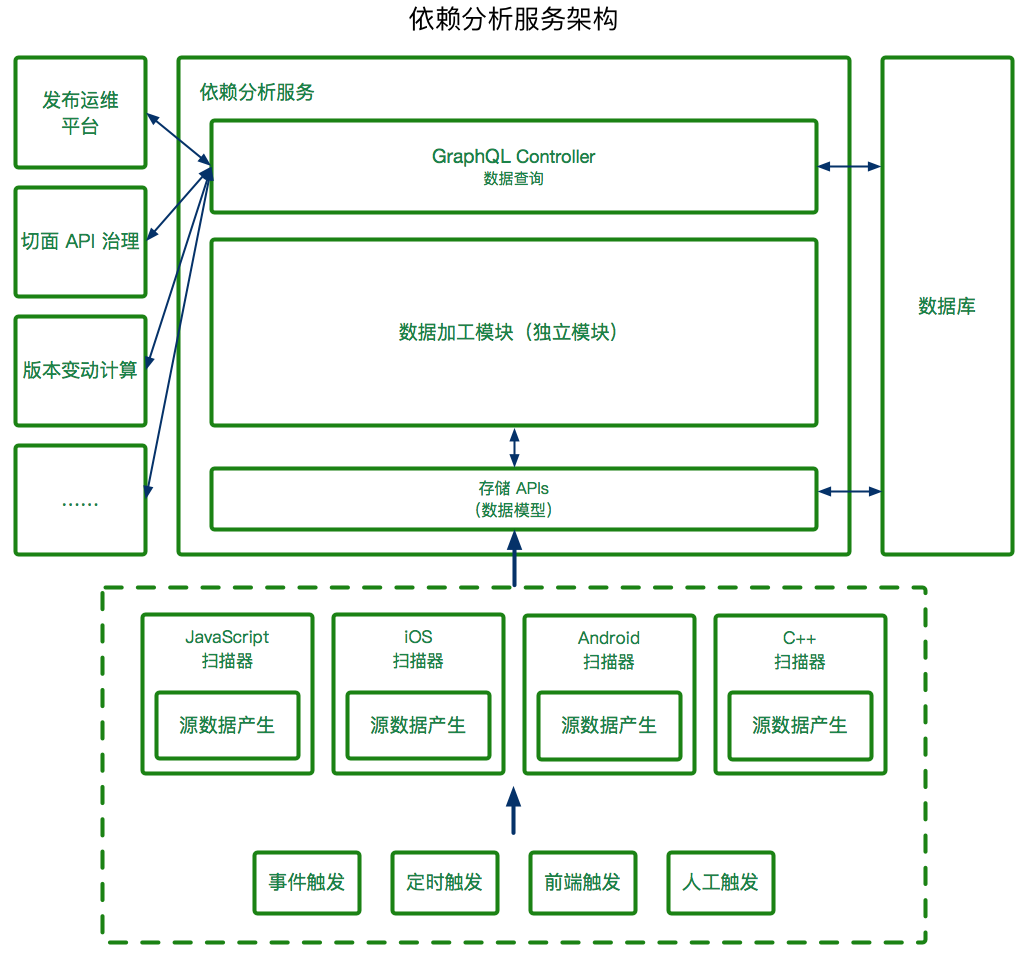 依赖分析服务架构
发布运维
平台
切面 API 治理
版本变动计算
……
依赖分析服务
GraphQL Controller
数据查询
数据加工模块（独立模块）
存储 APIs
（数据模型）
数据库
JavaScript
扫描器
源数据产生
iOS
扫描器
源数据产生
Android
扫描器
源数据产生
C++
扫描器
源数据产生
事件触发
定时触发
前端触发
人工触发